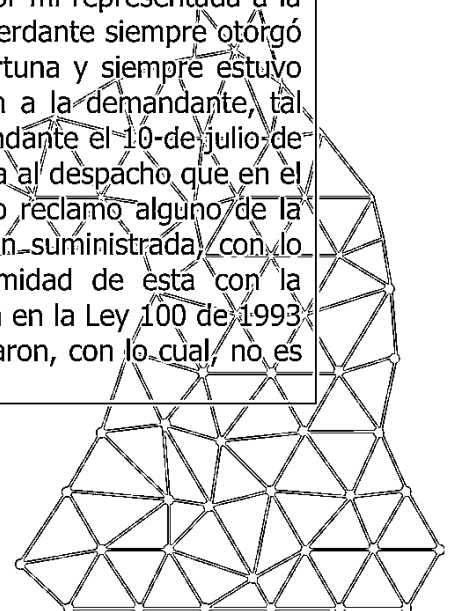 or mi representada a la
erdante siempre otorgó
rtuna y siempre estuvo
n a la demandante, tal
ndante el 10-de-julio-de
a al despacho que en el
o reclamo alguno de la
n suministrada, con lo
midad de esta con la
a en la Ley 100 de 1993
aron, con lo cual, no es